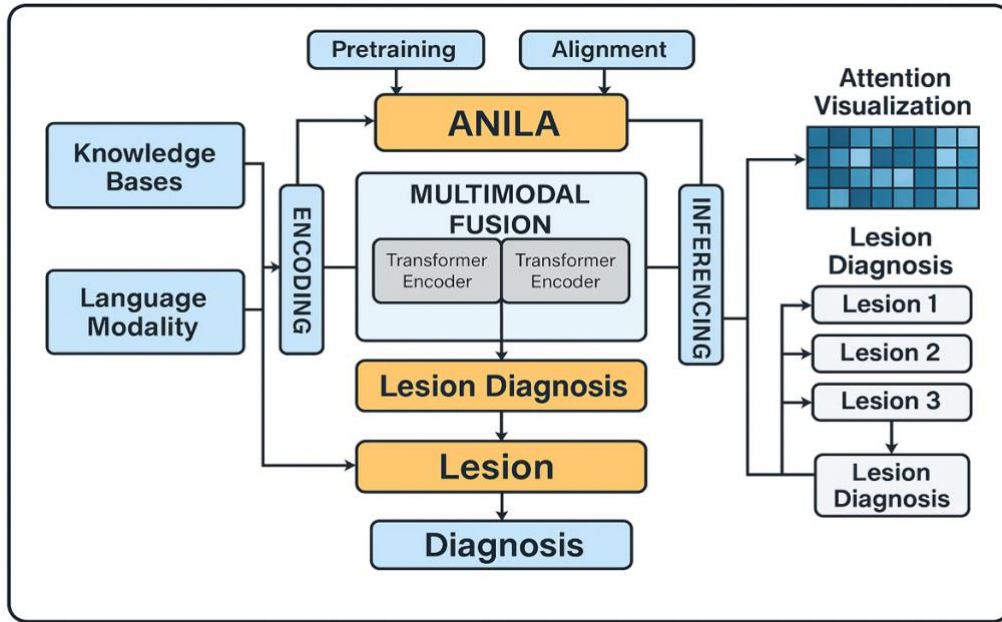 Pretraining
Alignment
ANILA
Knowledge
Bases
Language
Modality
ENCODING
MULTIMODAL
FUSION
Transformer
Encoder
Transformer
Encoder
INFERENCING
Lesion Diagnosis
Lesion
Diagnosis
Attention
Visualization
Lesion
Diagnosis
Lesion 1
Lesion 2
Lesion 3
Lesion
Diagnosis